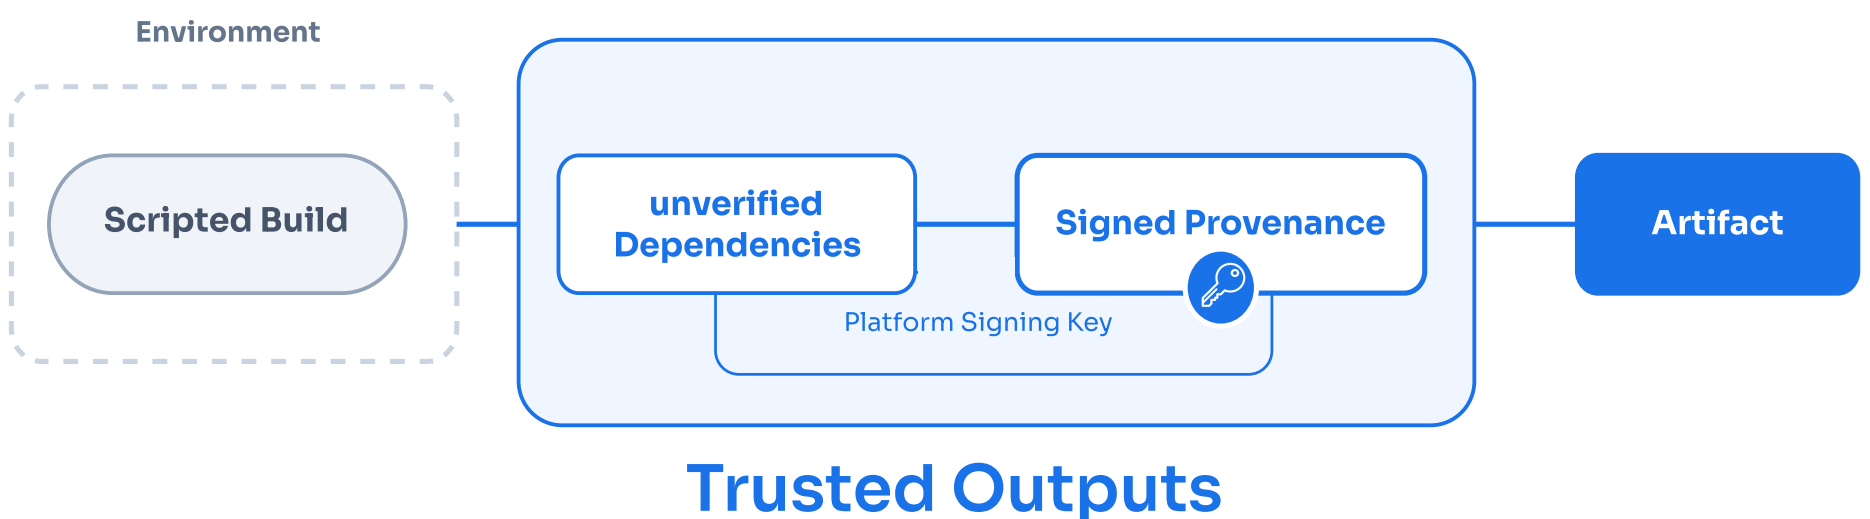 Environment
Scripted Build
unverified
Dependencies
Signed Provenance
Platform Signing Key
Artifact
Trusted Outputs